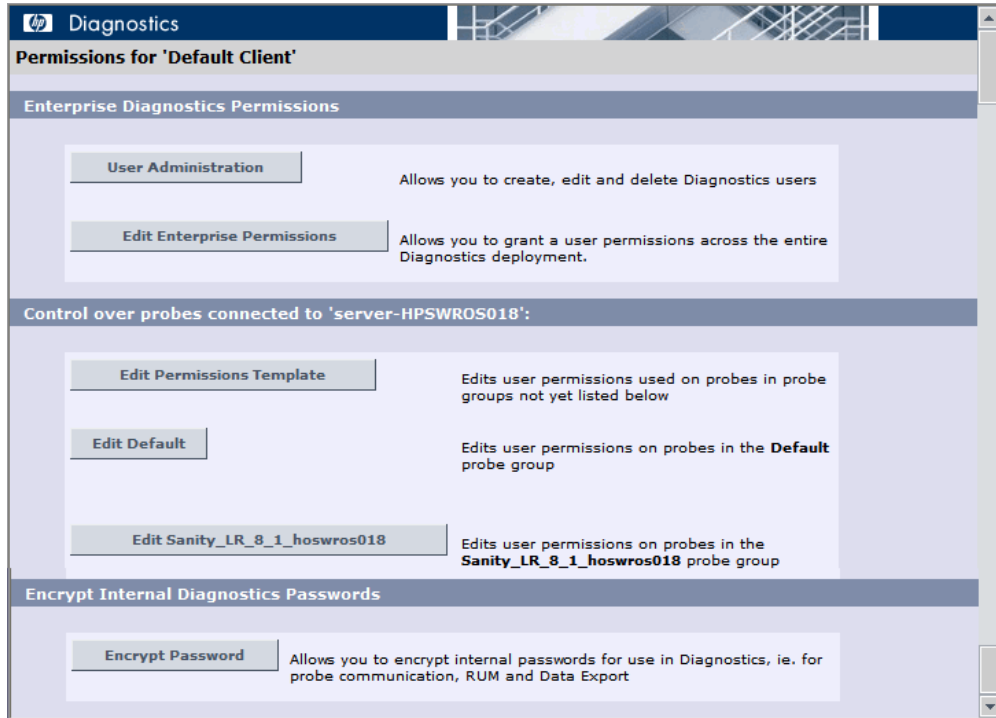 hp Diagnostics
Permissions for 'Default Client'
Enterprise Diagnostics Permissions
User Administration
Allows you to create, edit and delete Diagnostics users
Edit Enterprise Permissions
Allows you to grant a user permissions across the entire
Diagnostics deployment.
Control over probes connected to 'server-HPSWROS018':
Edit Permissions Template
Edits user permissions used on probes in probe
groups not yet listed below
Edit Default
Edits user permissions on probes in the Default
probe group
Edit Sanity_LR_8_1_hoswros018
Edits user permissions on probes in the
Sanity_LR_8_1_hoswros018 probe group
Encrypt Internal Diagnostics Passwords
Encrypt Password
Allows you to encrypt internal passwords for use in Diagnostics, ie. for
probe communication, RUM and Data Export